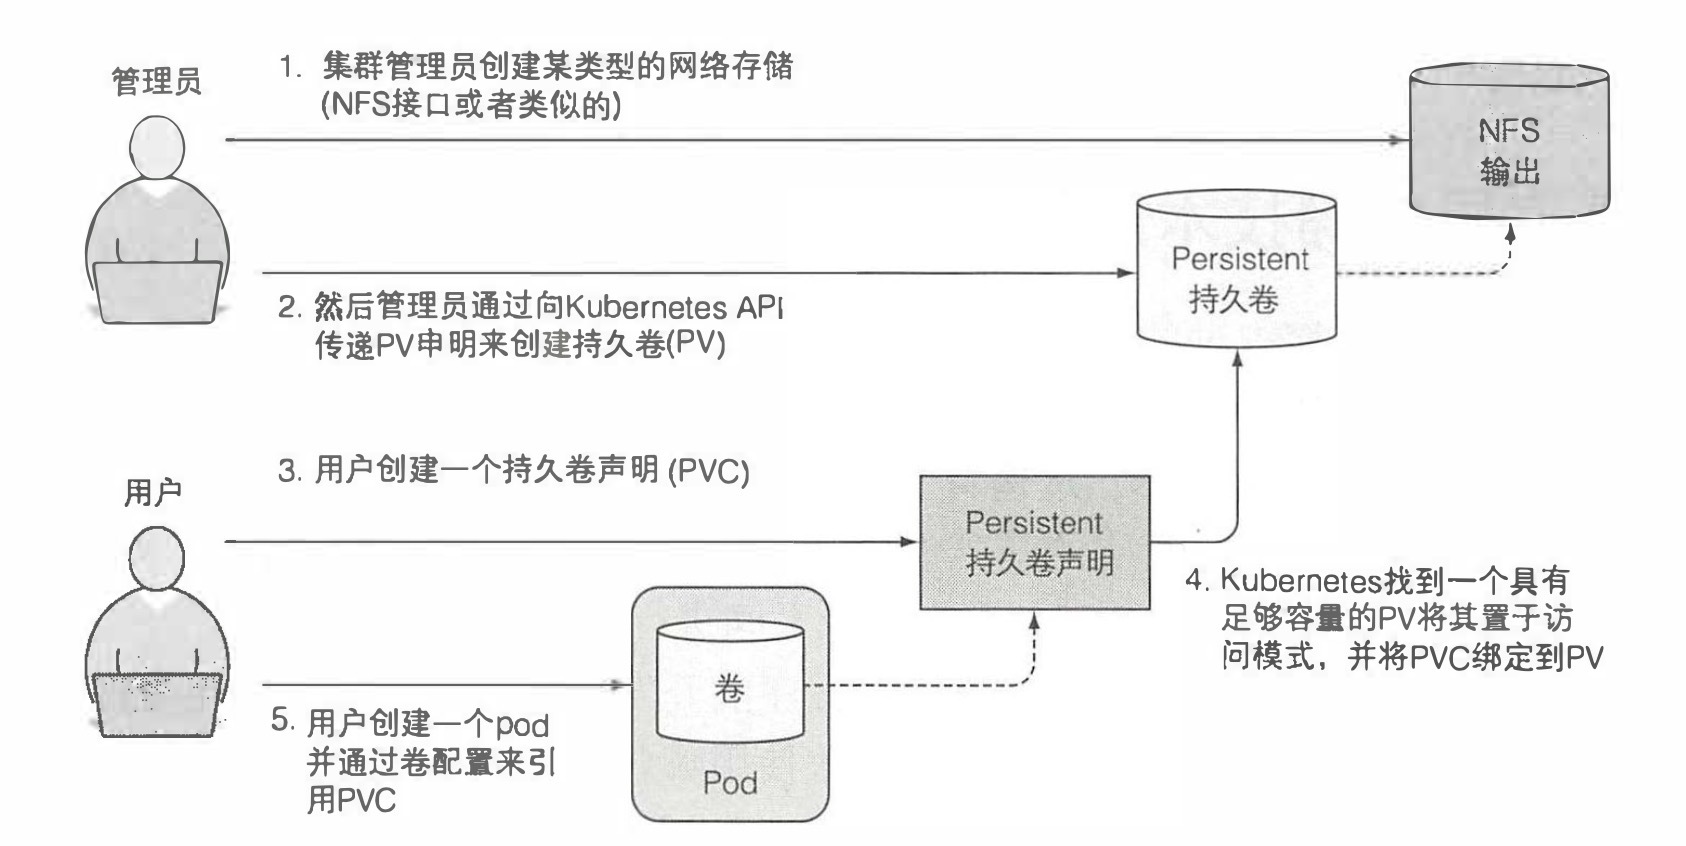 管理员
1. 集群管理员创建某类型的网络存储
(NFS接口或者类似的)
NFS
输出
Persistent
持久卷
2. 然后管理员通过向Kubernetes API
传递PV申明来创建持久卷(PV)
用户
3. 用户创建一个持久卷声明 (PVC)
Persistent
持久卷声明
4. Kubernetes找到一个具有
足够容量的PV将其置于访
问模式，并将PVC绑定到PV
卷
Pod
5. 用户创建一个pod
并通过卷配置来引
用PVC